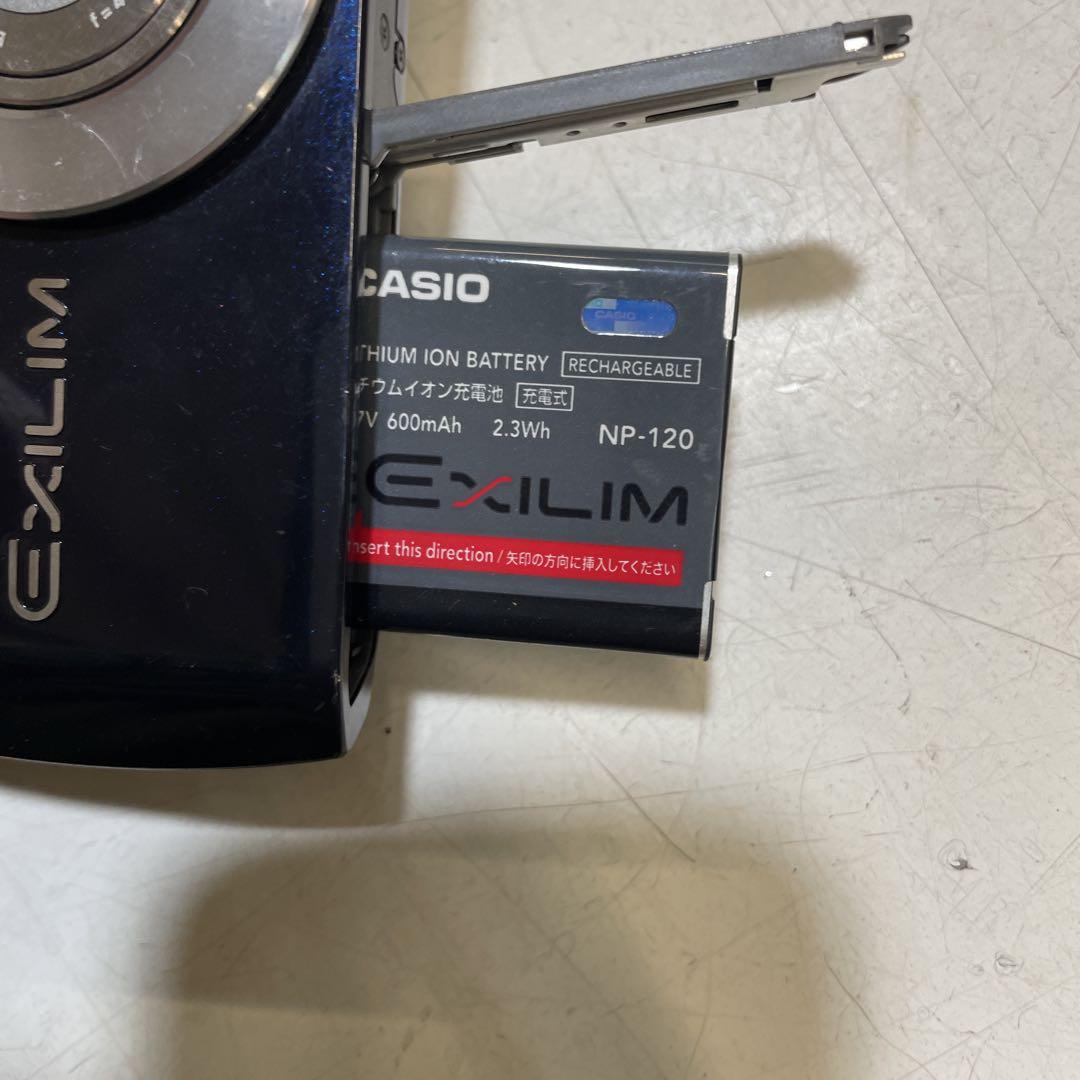 EXILIM
CASIO
CASIO
THIUM ION BATTERY RECHARGEABLE
チウムイオン充電池 充電式
7V 600mAh 2.3Wh NP-120
EXILIM
nsert this direction / 矢印の方向に挿入してください